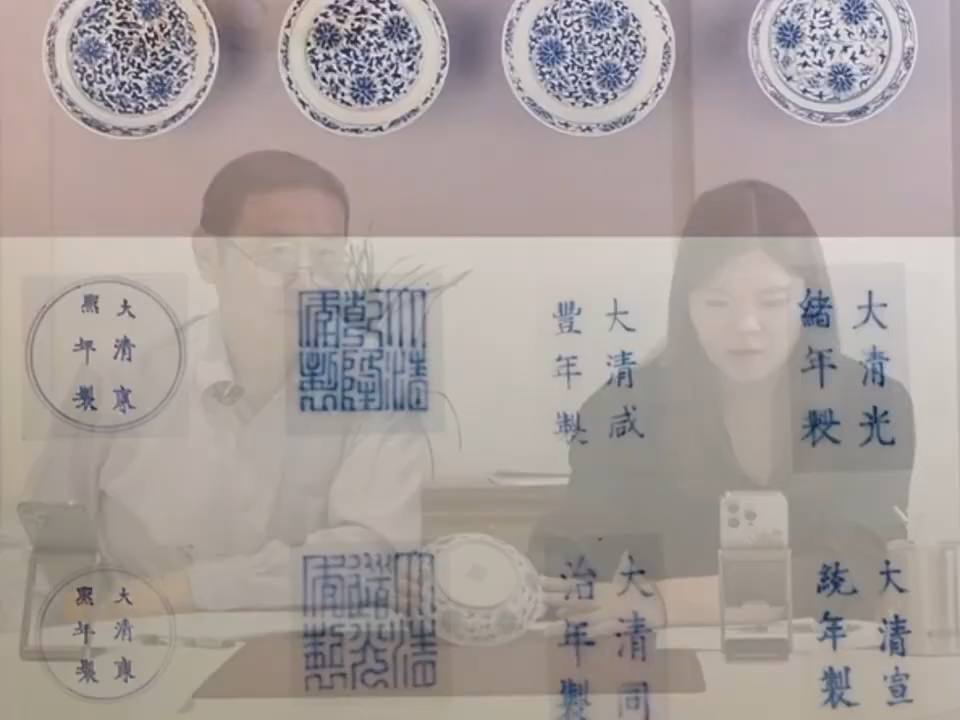 大清康
熙年製
大清
乾隆
年製
大清咸
豐年製
大清光
緒年製
大清康
熙年製
大清
道光
年製
大清同
治年製
大清宣
統年製